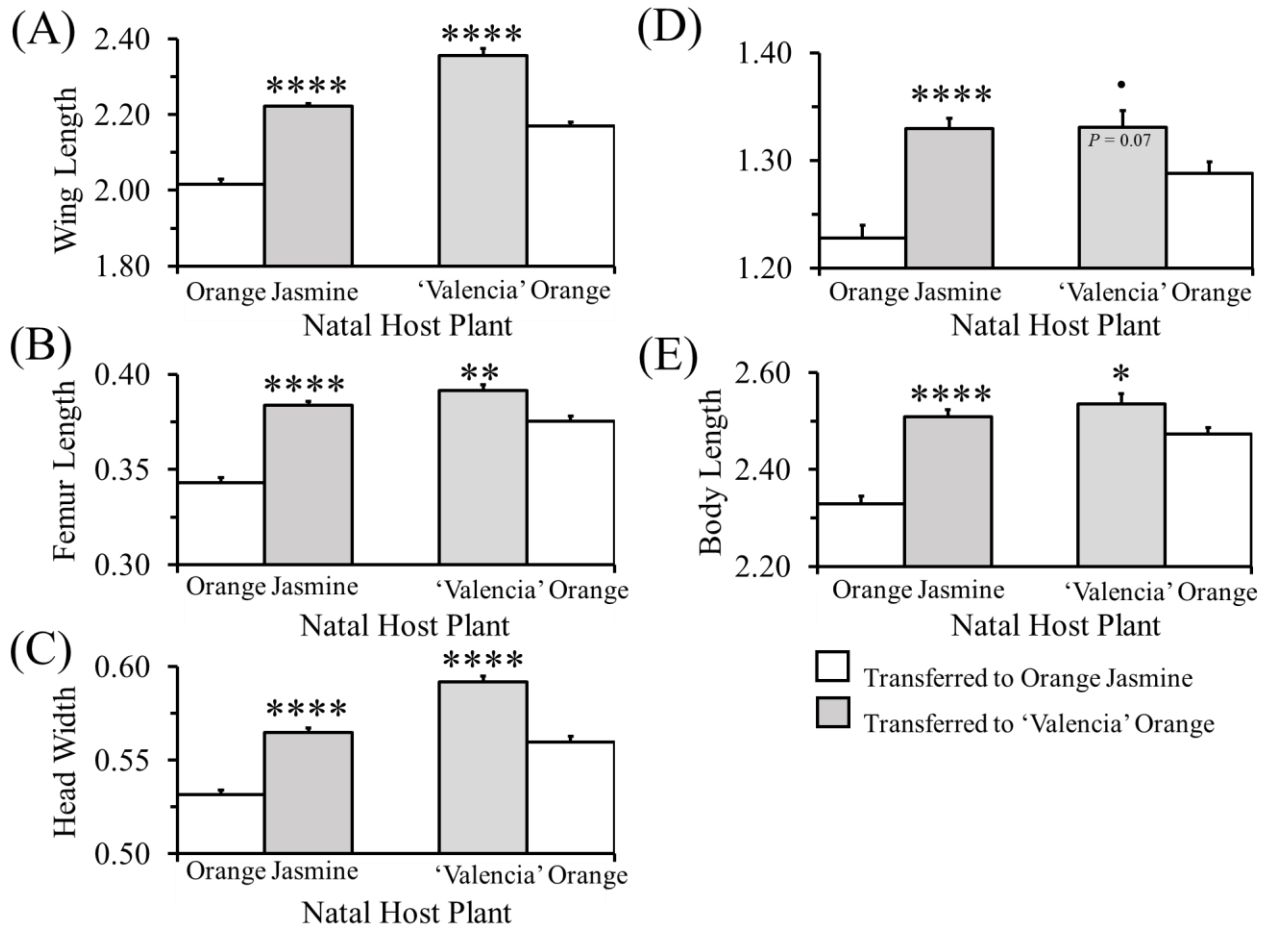 (A)
Wing Length
2.40
2.20
2.00
1.80
****
****
Orange Jasmine
‘Valencia’ Orange
Natal Host Plant
(B)
Femur Length
0.40
0.35
0.30
****
**
Orange Jasmine
‘Valencia’ Orange
Natal Host Plant
(C)
Head Width
0.60
0.55
0.50
****
****
Orange Jasmine
‘Valencia’ Orange
Natal Host Plant
(D)
1.40
1.30
1.20
****
•
P = 0.07
Orange Jasmine
‘Valencia’ Orange
Natal Host Plant
(E)
Body Length
2.60
2.40
2.20
****
*
Orange Jasmine
‘Valencia’ Orange
Natal Host Plant
Transferred to Orange Jasmine
Transferred to ‘Valencia’ Orange